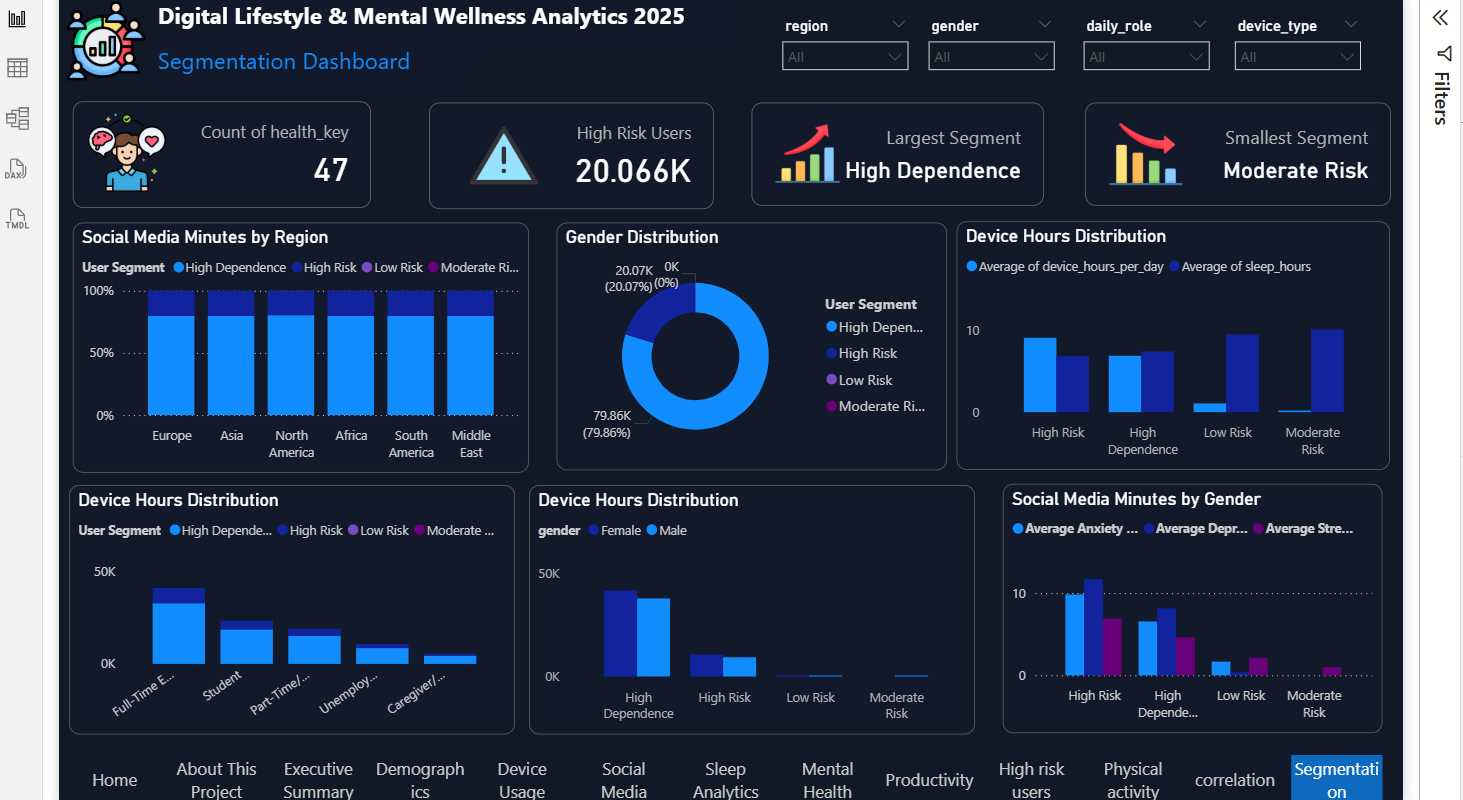 Digital Lifestyle & Mental Wellness Analytics 2025
Segmentation Dashboard
region
All
gender
All
daily_role
All
device_type
All
Filters
DAX
TMDL
Count of health_key
47
High Risk Users
20.066K
Largest Segment
High Dependence
Smallest Segment
Moderate Risk
Social Media Minutes by Region
User Segment High Dependence High Risk Low Risk Moderate Ri...
100%
50%
0%
Europe
Asia
North
America
Africa
South
America
Middle
East
Gender Distribution
20.07K
(20.07%)
0K
(0%)
79.86K
(79.86%)
User Segment
High Depen...
High Risk
Low Risk
Moderate Ri...
Device Hours Distribution
Average of device_hours_per_day Average of sleep_hours
10
0
High Risk
High
Dependence
Low Risk
Moderate
Risk
Device Hours Distribution
User Segment High Depende... High Risk Low Risk Moderate ...
50K
0K
Full-Time E...
Student
Part-Time/...
Unemploy...
Caregiver/...
Device Hours Distribution
gender Female Male
50K
0K
High
Dependence
High Risk
Low Risk
Moderate
Risk
Social Media Minutes by Gender
Average Anxiety ... Average Depr... Average Stre...
10
0
High Risk
High
Depende...
Low Risk
Moderate
Risk
Home
About This
Project
Executive
Summary
Demograph
ics
Device
Usage
Social
Media
Sleep
Analytics
Mental
Health
Productivity
High risk
users
Physical
activity
correlation
Segmentati
on